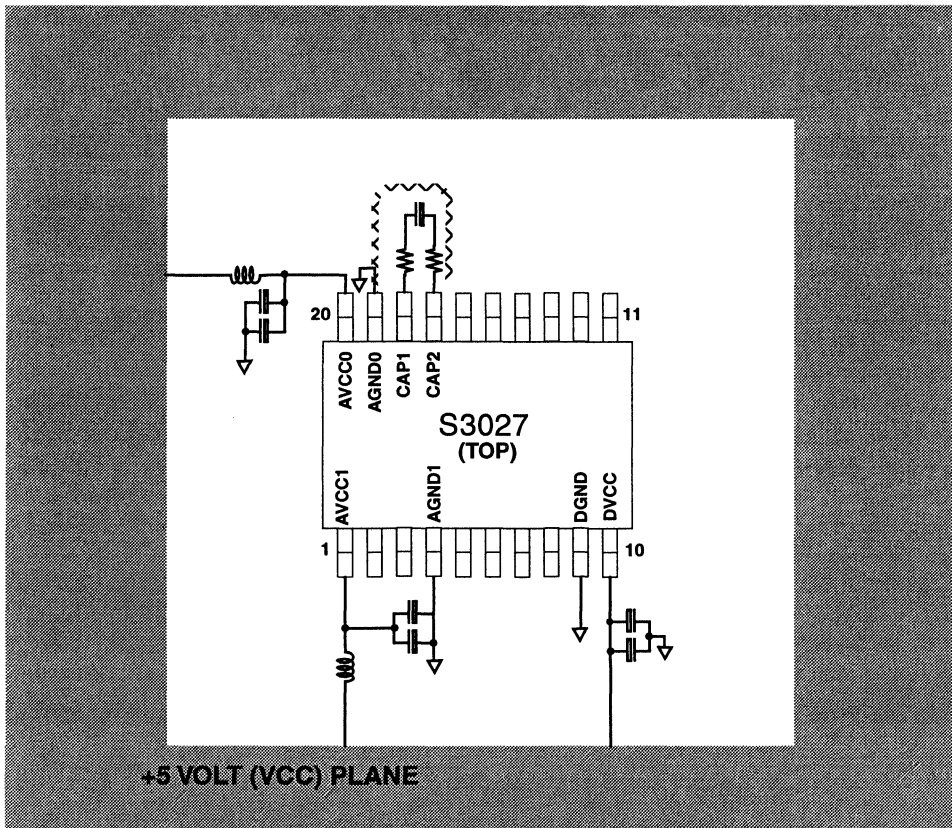 20
11
AVCC0
AGND0
CAP1
CAP2
S3027
(TOP)
AVCC1
AGND1
DGND
DVCC
1
10
+5 VOLT (VCC) PLANE